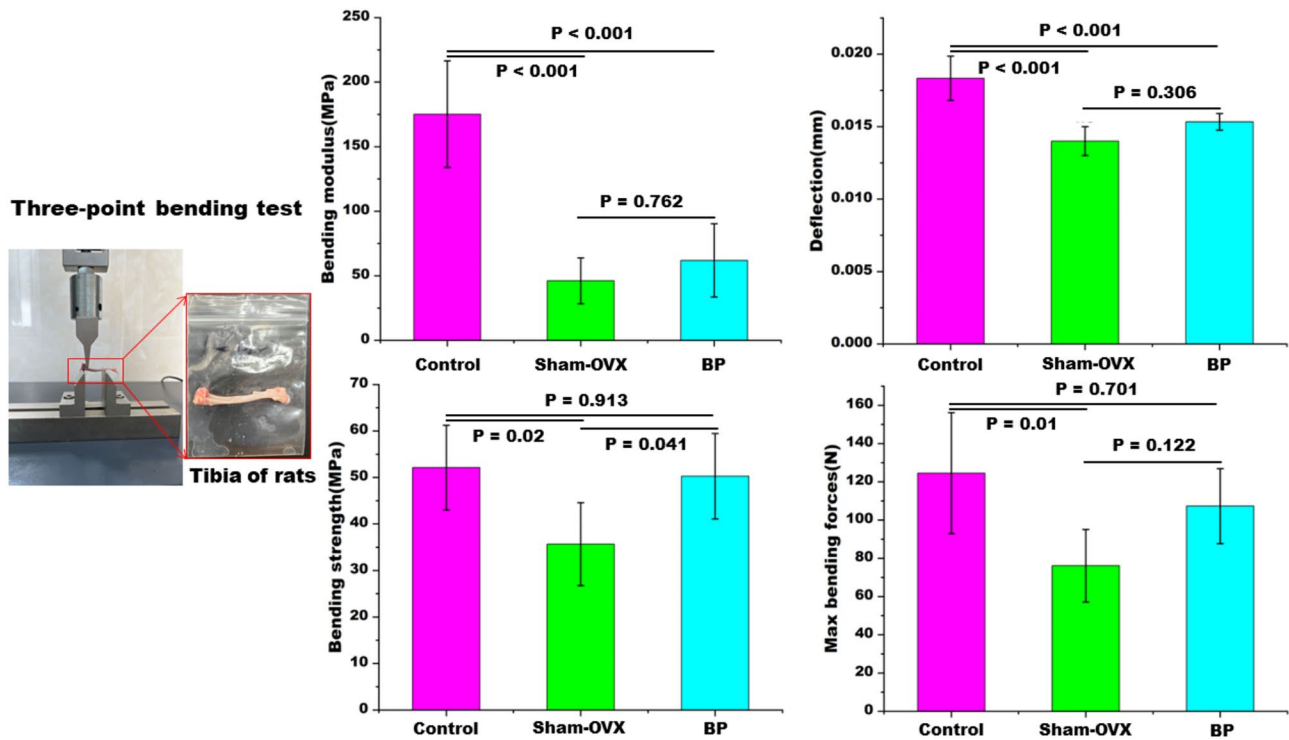 Three-point bending test
Tibia of rats
Bending modulus(MPa)
250
200
150
100
50
0
P < 0.001
P < 0.001
P = 0.762
Control
Sham-OVX
BP
Deflection(mm)
0.020
0.015
0.010
0.005
0.000
P < 0.001
P < 0.001
P = 0.306
Control
Sham-OVX
BP
Bending strength(MPa)
70
60
50
40
30
20
10
0
P = 0.913
P = 0.02
P = 0.041
Control
Sham-OVX
BP
Max bending forces(N)
160
140
120
100
80
60
40
20
0
P = 0.701
P = 0.01
P = 0.122
Control
Sham-OVX
BP